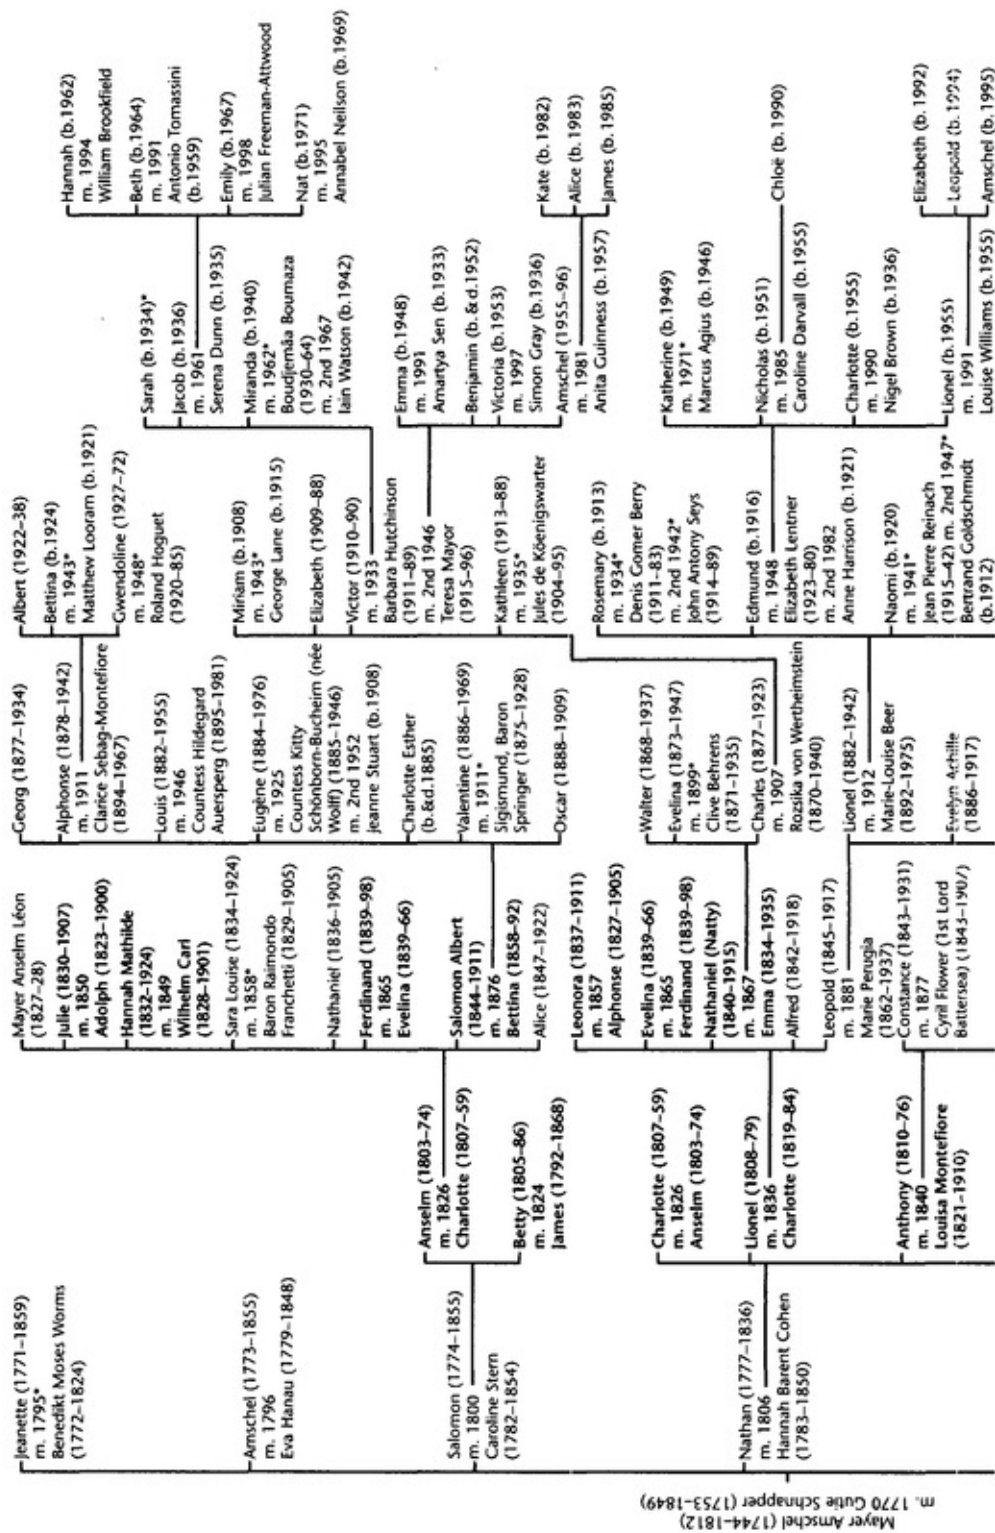 Mayer Amschel (1744–1812)
m. 1770 Gutie Schnapper (1753–1849)
Jeanette (1771–1859)
m. 1795*
Benedikt Moses Worms
(1772–1824)
Amschel (1773–1855)
m. 1796
Eva Hanau (1779–1848)
Salomon (1774–1855)
m. 1800
Caroline Stern
(1782–1854)
Nathan (1777–1836)
m. 1806
Hannah Barent Cohen
(1783–1850)
Anselm (1803–74)
m. 1826
Charlotte (1807–59)
Betty (1805–86)
m. 1824
James (1792–1868)
Charlotte (1807–59)
m. 1826
Anselm (1803–74)
Lionel (1808–79)
m. 1836
Charlotte (1819–84)
Anthony (1810–76)
m. 1840
Louisa Montefiore
(1821–1910)
Mayer Anselm Léon
(1827–28)
Julie (1830–1907)
m. 1850
Adolph (1823–1900)
Hannah Mathilde
(1832–1924)
m. 1849
Wilhelm Carl
(1828–1901)
Sara Louise (1834–1924)
m. 1858*
Baron Raimondo
Franchetti (1829–1905)
Nathaniel (1836–1905)
Ferdinand (1839–98)
m. 1865
Evelina (1839–66)
Salomon Albert
(1844–1911)
m. 1876
Bettina (1858–92)
Alice (1847–1922)
Leonora (1837–1911)
m. 1857
Alphonse (1827–1905)
Evelina (1839–66)
m. 1865
Ferdinand (1839–98)
Nathaniel (Natty)
(1840–1915)
m. 1867
Emma (1834–1935)
Alfred (1842–1918)
Leopold (1845–1917)
m. 1881
Marie Perugia
(1862–1937)
Constance (1843–1931)
m. 1877
Cyril Flower (1st Lord
Battersea) (1843–1907)
Georg (1877–1934)
Alphonse (1878–1942)
m. 1911
Clarice Sebag-Montefiore
(1894–1967)
Louis (1882–1955)
m. 1946
Countess Hildegard
Auersperg (1895–1981)
Eugène (1884–1976)
m. 1925
Countess Kitty
Schönborn-Bucheim (née
Wolff) (1885–1946)
m. 2nd 1952
Jeanne Stuart (b.1908)
Charlotte Esther
(b.&d.1885)
Valentine (1886–1969)
m. 1911*
Sigismund, Baron
Springer (1875–1928)
Oscar (1888–1909)
Walter (1868–1937)
Evelina (1873–1947)
m. 1899*
Clive Behrens
(1871–1935)
Charles (1877–1923)
m. 1907
Rozsika von Wertheimstein
(1870–1940)
Lionel (1882–1942)
m. 1912
Marie-Louise Beer
(1892–1975)
Evelyn Achille
(1886–1917)
Albert (1922–38)
Bettina (b.1924)
m. 1943*
Matthew Looram (b.1921)
Gwendoline (1927–72)
m. 1948*
Roland Hoguet
(1920–85)
Miriam (b.1908)
m. 1943*
George Lane (b.1915)
Elizabeth (1909–88)
Victor (1910–90)
m. 1933
Barbara Hutchinson
(1911–89)
m. 2nd 1946
Teresa Mayor
(1915–96)
Kathleen (1913–88)
m. 1935*
Jules de Köenigswarter
(1904–95)
Rosemary (b.1913)
m. 1934*
Denis Gomer Berry
(1911–83)
m. 2nd 1942*
John Antony Seys
(1914–89)
Edmund (b.1916)
m. 1948
Elizabeth Lentner
(1923–80)
m. 2nd 1982
Anne Harrison (b.1921)
Naomi (b.1920)
m. 1941*
Jean Pierre Reinach
(1915–42) m. 2nd 1947*
Bertrand Goldschmidt
(b.1912)
Sarah (b.1934)*
Jacob (b.1936)
m. 1961
Serena Dunn (b.1935)
Miranda (b.1940)
m. 1962*
Boudjemâa Boumaza
(1930–64)
m. 2nd 1967
Iain Watson (b.1942)
Emma (b.1948)
m. 1991
Amartya Sen (b.1933)
Benjamin (b.&d.1952)
Victoria (b.1953)
m. 1997
Simon Gray (b.1936)
Amschel (1955–96)
m. 1981
Anita Guinness (b.1957)
Katherine (b.1949)
m. 1971*
Marcus Agius (b.1946)
Nicholas (b.1951)
m. 1985
Caroline Darvall (b.1955)
Charlotte (b.1955)
m. 1990
Nigel Brown (b.1936)
Lionel (b.1955)
m. 1991
Louise Williams (b.1955)
Hannah (b.1962)
m. 1994
William Brookfield
Beth (b.1964)
m. 1991
Antonio Tomassini
(b.1959)
Emily (b.1967)
m. 1998
Julian Freeman-Attwood
Nat (b.1971)
m. 1995
Annabel Neilson (b.1969)
Kate (b.1982)
Alice (b.1983)
James (b.1985)
Chloë (b.1990)
Elizabeth (b.1992)
Leopold (b.1994)
Amschel (b.1995)